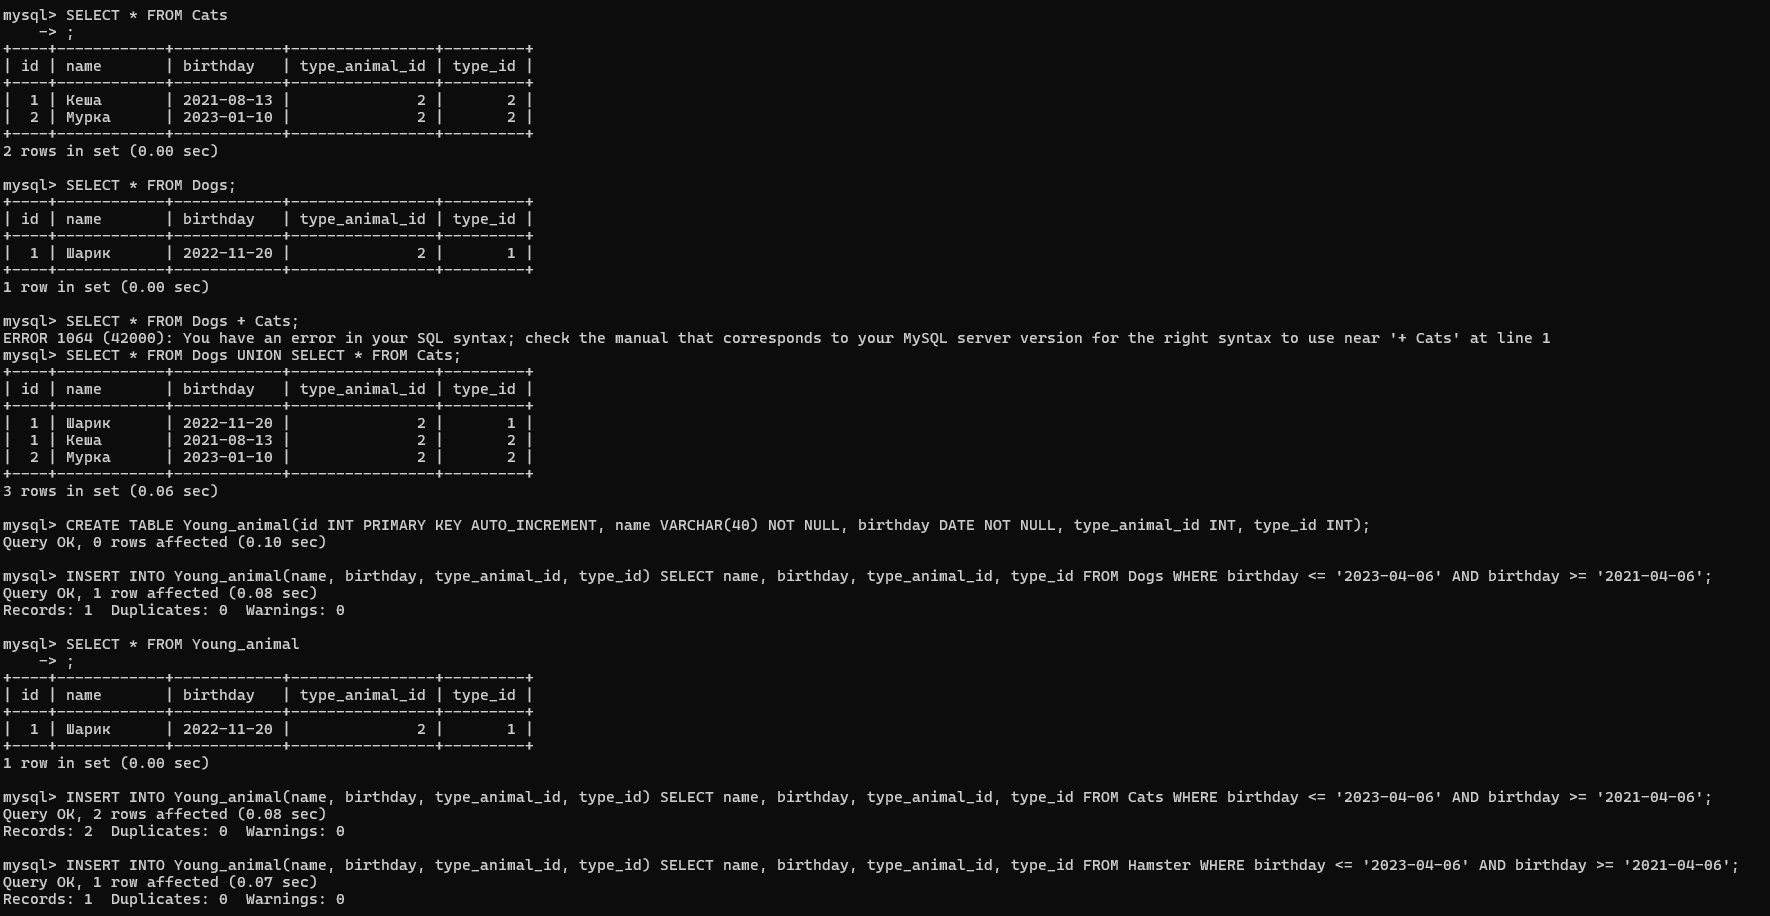 mysql> SELECT * FROM Cats
    -> ;
+----+------------+------------+----------------+---------+
| id | name       | birthday   | type_animal_id | type_id |
+----+------------+------------+----------------+---------+
|  1 | Кеша       | 2021-08-13 |              2 |       2 |
|  2 | Мурка      | 2023-01-10 |              2 |       2 |
+----+------------+------------+----------------+---------+
2 rows in set (0.00 sec)

mysql> SELECT * FROM Dogs;
+----+------------+------------+----------------+---------+
| id | name       | birthday   | type_animal_id | type_id |
+----+------------+------------+----------------+---------+
|  1 | Шарик      | 2022-11-20 |              2 |       1 |
+----+------------+------------+----------------+---------+
1 row in set (0.00 sec)

mysql> SELECT * FROM Dogs + Cats;
ERROR 1064 (42000): You have an error in your SQL syntax; check the manual that corresponds to your MySQL server version for the right syntax to use near '+ Cats' at line 1
mysql> SELECT * FROM Dogs UNION SELECT * FROM Cats;
+----+------------+------------+----------------+---------+
| id | name       | birthday   | type_animal_id | type_id |
+----+------------+------------+----------------+---------+
|  1 | Шарик      | 2022-11-20 |              2 |       1 |
|  1 | Кеша       | 2021-08-13 |              2 |       2 |
|  2 | Мурка      | 2023-01-10 |              2 |       2 |
+----+------------+------------+----------------+---------+
3 rows in set (0.06 sec)

mysql> CREATE TABLE Young_animal(id INT PRIMARY KEY AUTO_INCREMENT, name VARCHAR(40) NOT NULL, birthday DATE NOT NULL, type_animal_id INT, type_id INT);
Query OK, 0 rows affected (0.10 sec)

mysql> INSERT INTO Young_animal(name, birthday, type_animal_id, type_id) SELECT name, birthday, type_animal_id, type_id FROM Dogs WHERE birthday <= '2023-04-06' AND birthday >= '2021-04-06';
Query OK, 1 row affected (0.08 sec)
Records: 1  Duplicates: 0  Warnings: 0

mysql> SELECT * FROM Young_animal
    -> ;
+----+------------+------------+----------------+---------+
| id | name       | birthday   | type_animal_id | type_id |
+----+------------+------------+----------------+---------+
|  1 | Шарик      | 2022-11-20 |              2 |       1 |
+----+------------+------------+----------------+---------+
1 row in set (0.00 sec)

mysql> INSERT INTO Young_animal(name, birthday, type_animal_id, type_id) SELECT name, birthday, type_animal_id, type_id FROM Cats WHERE birthday <= '2023-04-06' AND birthday >= '2021-04-06';
Query OK, 2 rows affected (0.08 sec)
Records: 2  Duplicates: 0  Warnings: 0

mysql> INSERT INTO Young_animal(name, birthday, type_animal_id, type_id) SELECT name, birthday, type_animal_id, type_id FROM Hamster WHERE birthday <= '2023-04-06' AND birthday >= '2021-04-06';
Query OK, 1 row affected (0.07 sec)
Records: 1  Duplicates: 0  Warnings: 0